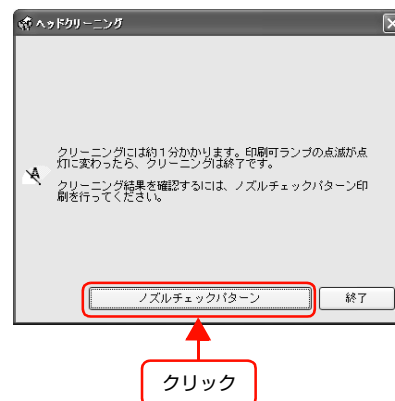 ヘッドクリーニング
クリーニングには約1分かかります。印刷可ランプの点滅が点
灯に変わったら、クリーニングは終了です。
クリーニング結果を確認するには、ノズルチェックパターン印
刷を行ってください。
ノズルチェックパターン
終了
クリック